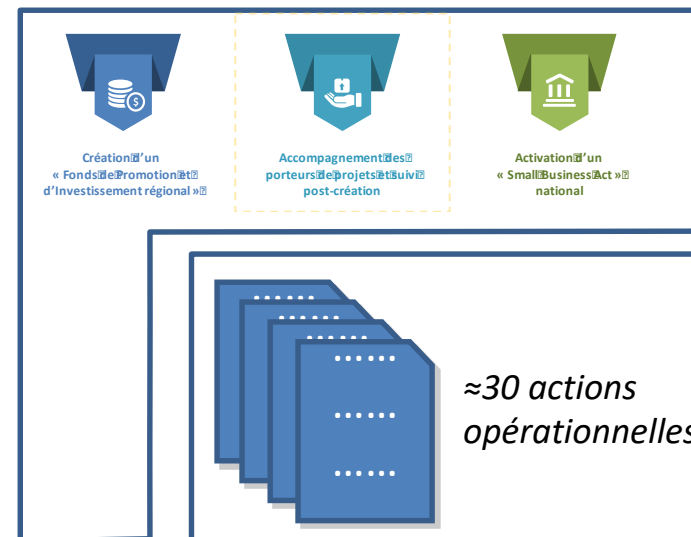 Création d'un
« Fonds de Promotion et
d'Investissement régional »
Accompagnement des
porteurs de projets et suivi
post-création
Activation d'un
« Small Business Act »
national
≈30 actions
opérationnelles